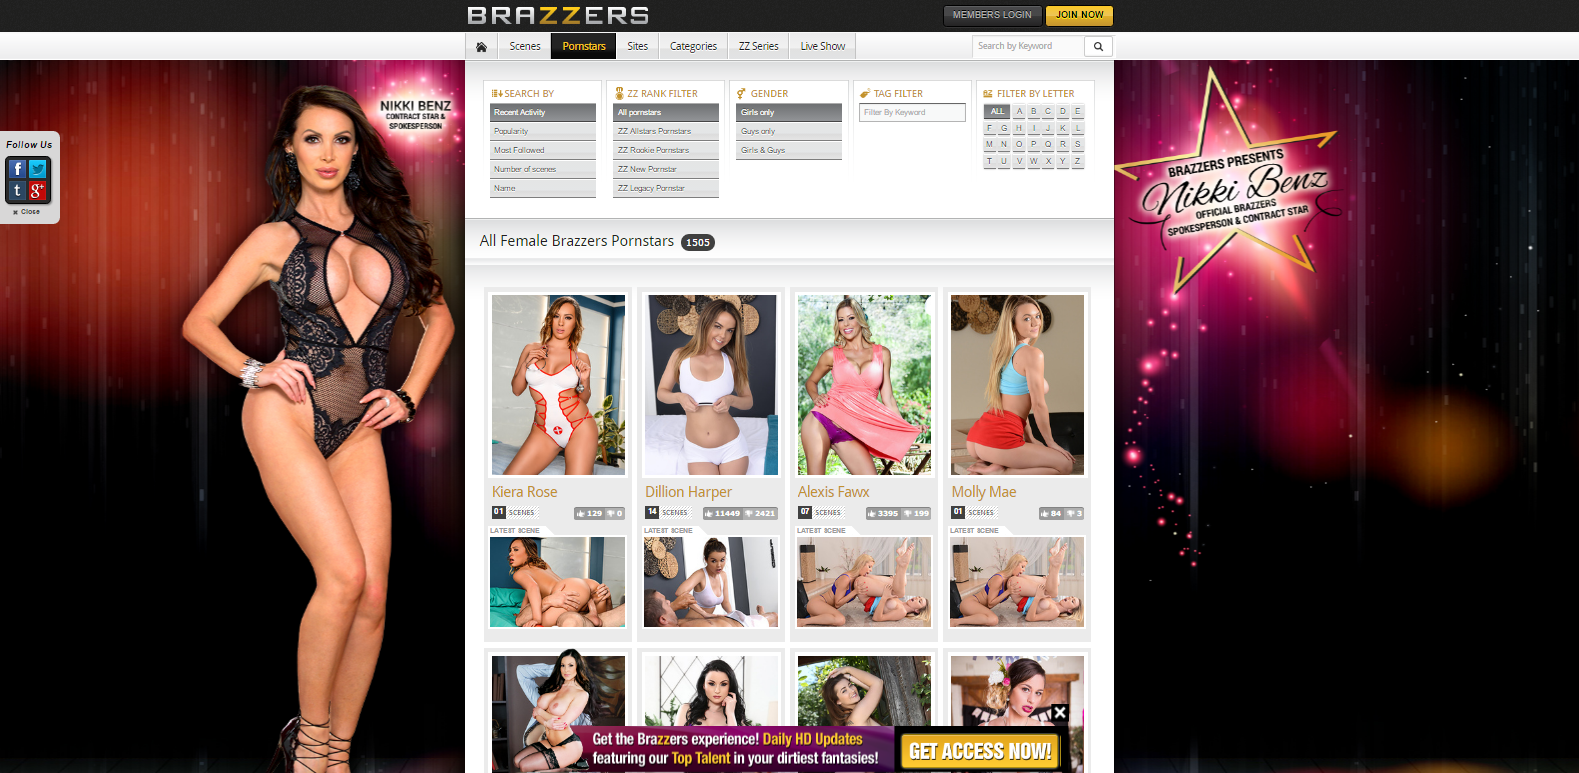 BRAZZERS
MEMBERS LOGIN
JOIN NOW
Scenes
Pornstars
Sites
Categories
ZZ Series
Live Show
Search by Keyword
NIKKI BENZ
CONTRACT STAR &
SPOKESPERSON
Follow Us
f
t
g+
Close
SEARCH BY
Recent Activity
Popularity
Most Followed
Number of scenes
Name
ZZ RANK FILTER
All pornstars
ZZ Allstars Pornstars
ZZ Rookie Pornstars
ZZ New Pornstar
ZZ Legacy Pornstar
GENDER
Girls only
Guys only
Girls & Guys
TAG FILTER
Filter By Keyword
FILTER BY LETTER
ALL A B C D E
F G H I J K L
M N O P Q R S
T U V W X Y Z
BRAZZERS PRESENTS
Nikki Benz
OFFICIAL BRAZZERS
SPOKESPERSON & CONTRACT STAR
All Female Brazzers Pornstars 1505
Kiera Rose
01 SCENES 129 0
LATEST SCENE
Dillion Harper
14 SCENES 11449 2421
LATEST SCENE
Alexis Fawx
07 SCENES 3395 199
LATEST SCENE
Molly Mae
01 SCENES 84 3
LATEST SCENE
Get the Brazzers experience! Daily HD Updates
featuring our Top Talent in your dirtiest fantasies!
GET ACCESS NOW!